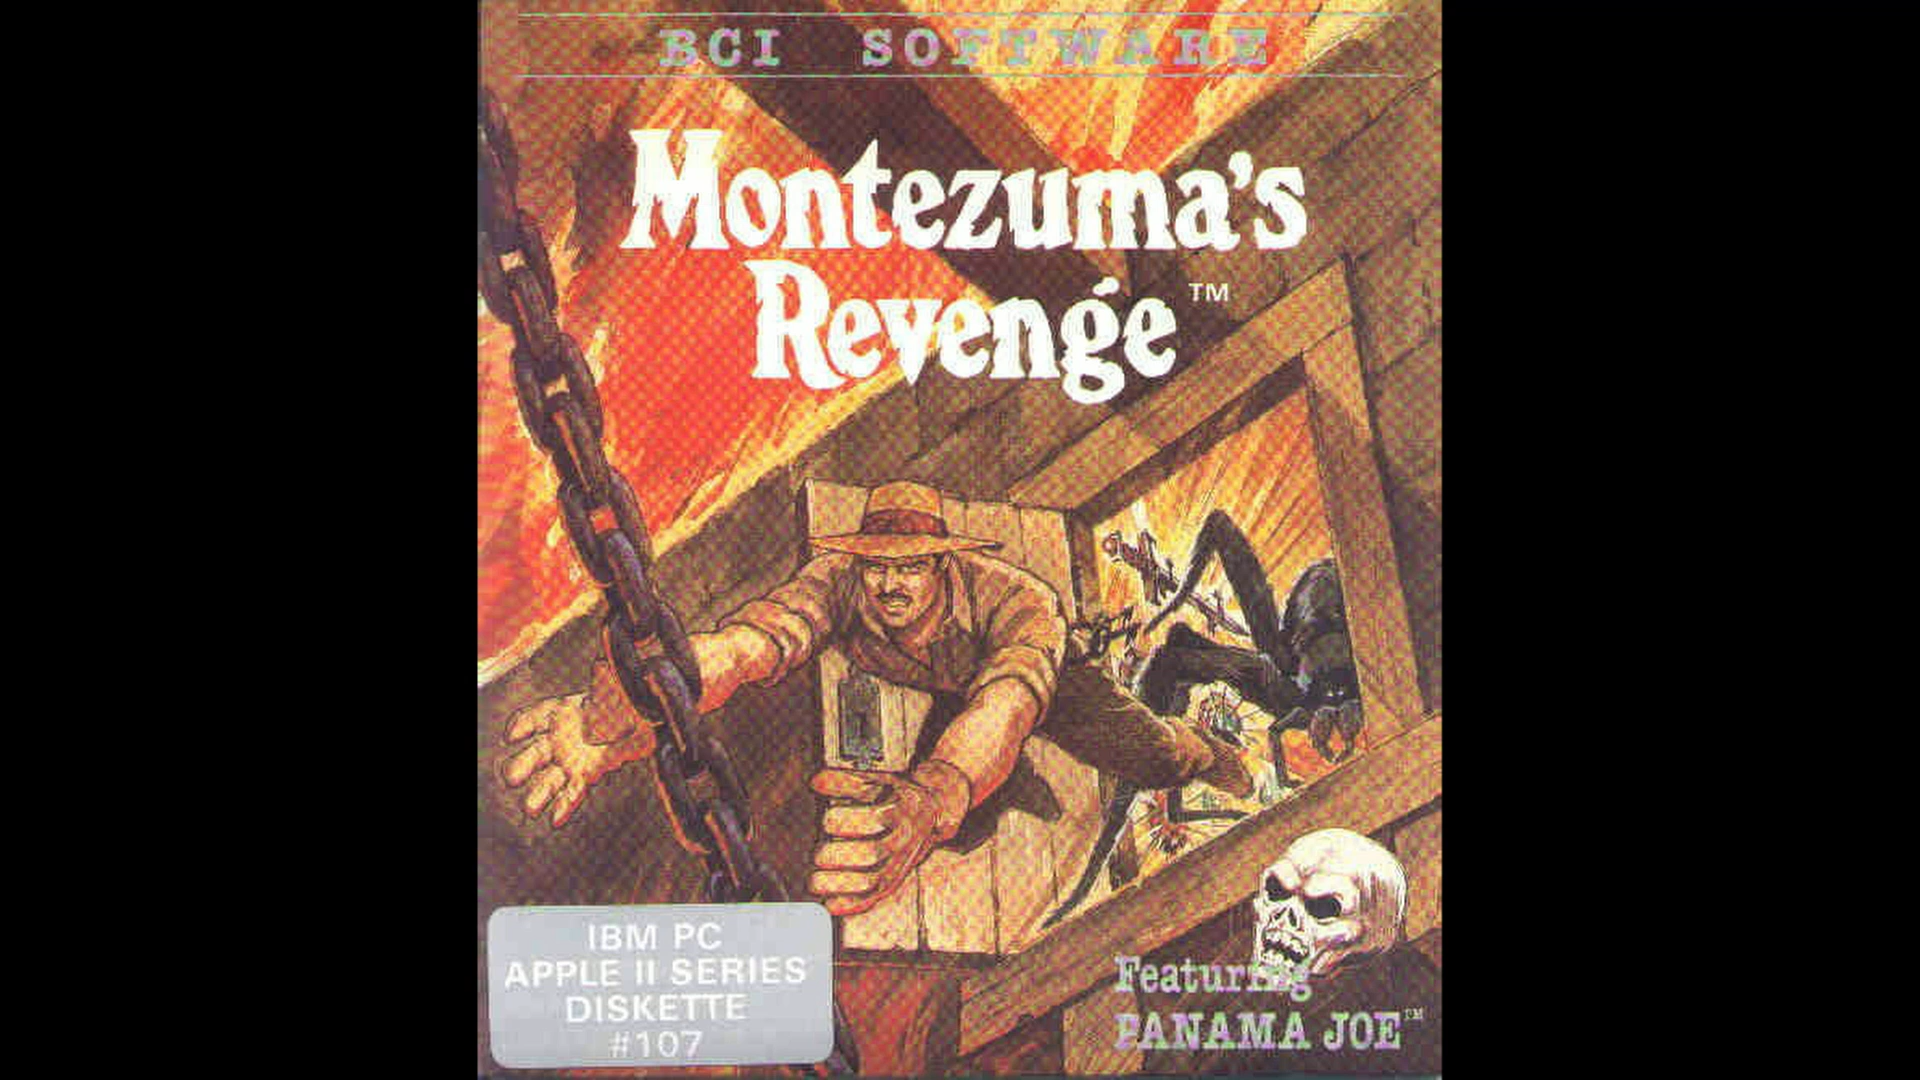 BCI SOFTWARE
Montezuma's
Revenge™
IBM PC
APPLE II SERIES
DISKETTE
#107
Featuring
PANAMA JOE™